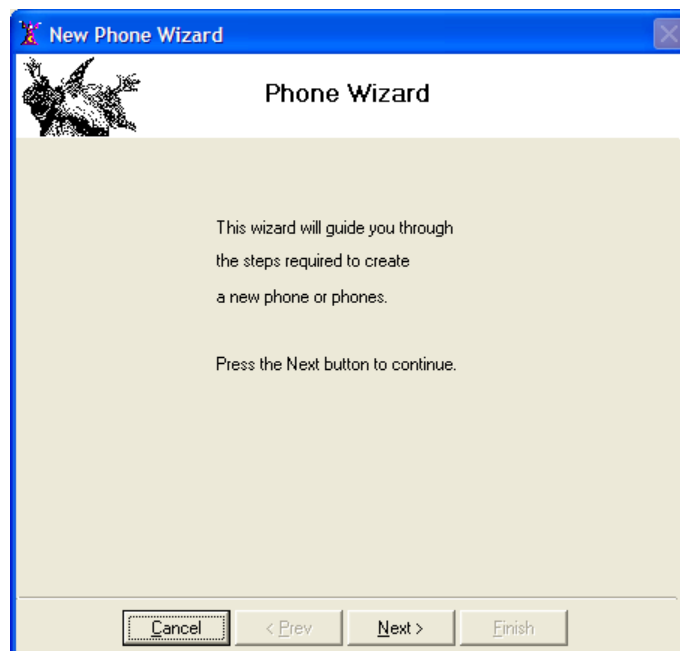 New Phone Wizard
Phone Wizard
This wizard will guide you through
the steps required to create
a new phone or phones.
Press the Next button to continue.
Cancel < Prev Next > Finish